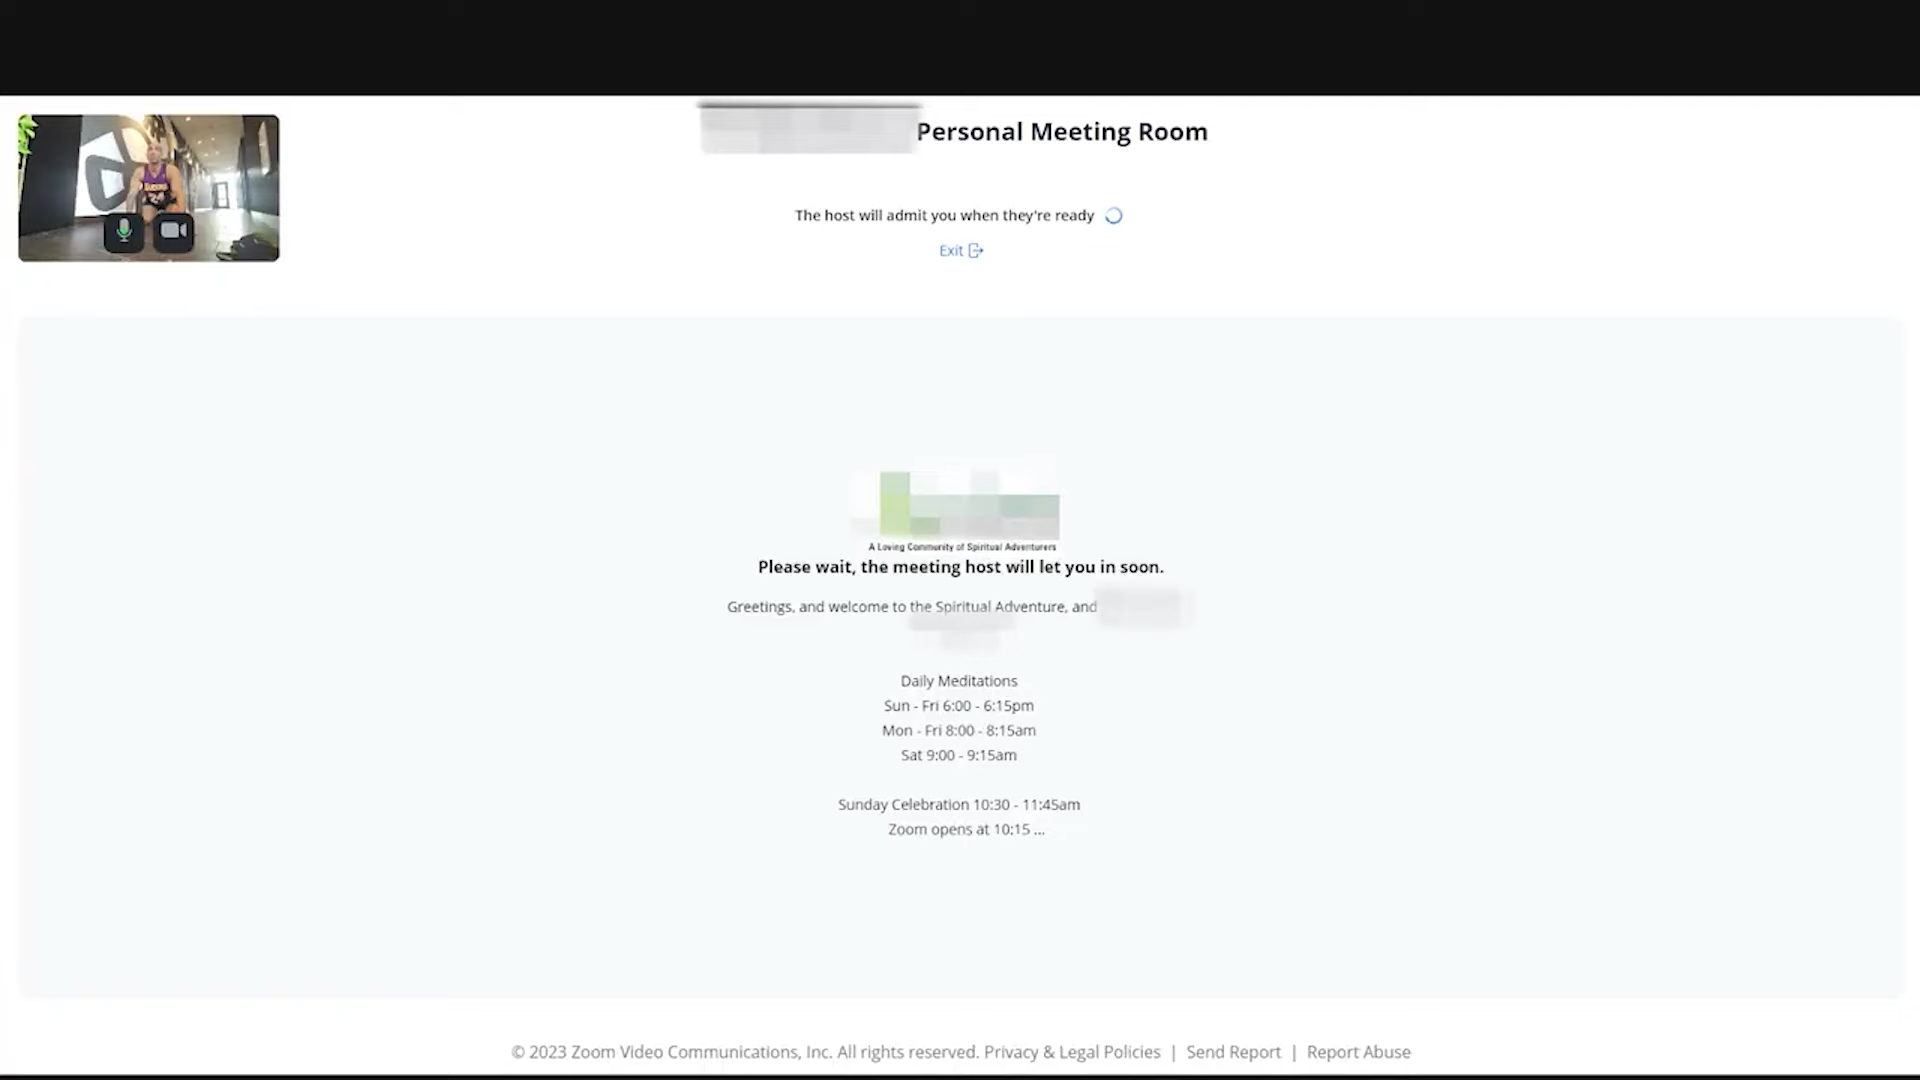 Personal Meeting Room
The host will admit you when they're ready
Exit
A Loving Community of Spiritual Adventurers
Please wait, the meeting host will let you in soon.
Greetings, and welcome to the Spiritual Adventure, and
Daily Meditations
Sun - Fri 6:00 - 6:15pm
Mon - Fri 8:00 - 8:15am
Sat 9:00 - 9:15am
Sunday Celebration 10:30 - 11:45am
Zoom opens at 10:15 ...
© 2023 Zoom Video Communications, Inc. All rights reserved. Privacy & Legal Policies | Send Report | Report Abuse